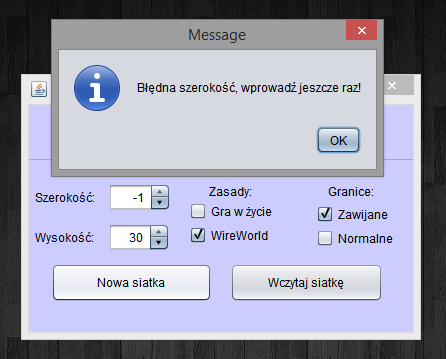 Message
Błędna szerokość, wprowadź jeszcze raz!
OK
Szerokość: -1
Zasady:
Granice:
Gra w życie
Zawijane
Wysokość: 30
WireWorld
Normalne
Nowa siatka
Wczytaj siatkę